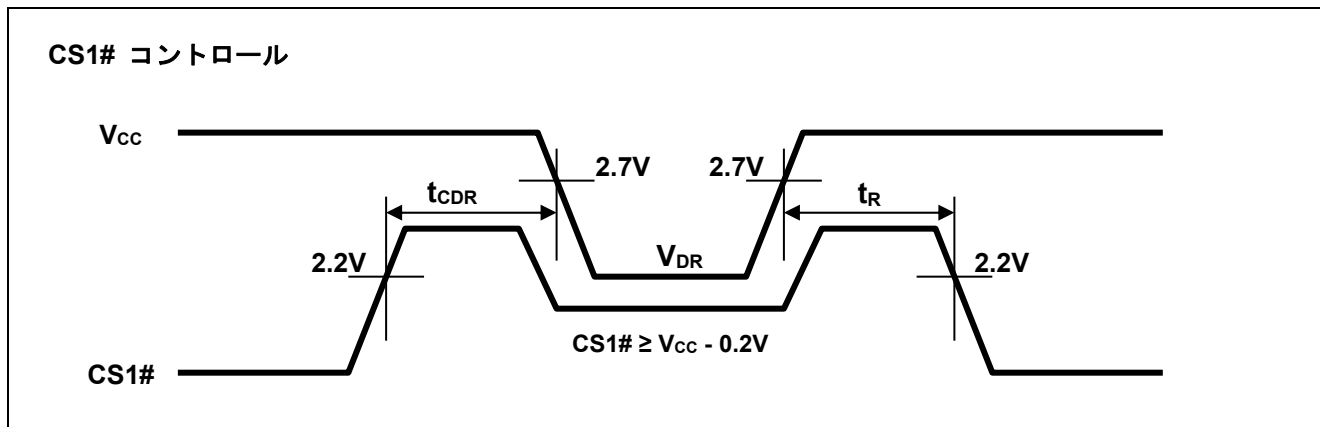 CS1# コントロール
Vcc
2.7V
2.7V
tCDR
tR
2.2V
VDR
2.2V
CS1# ≥ Vcc - 0.2V
CS1#